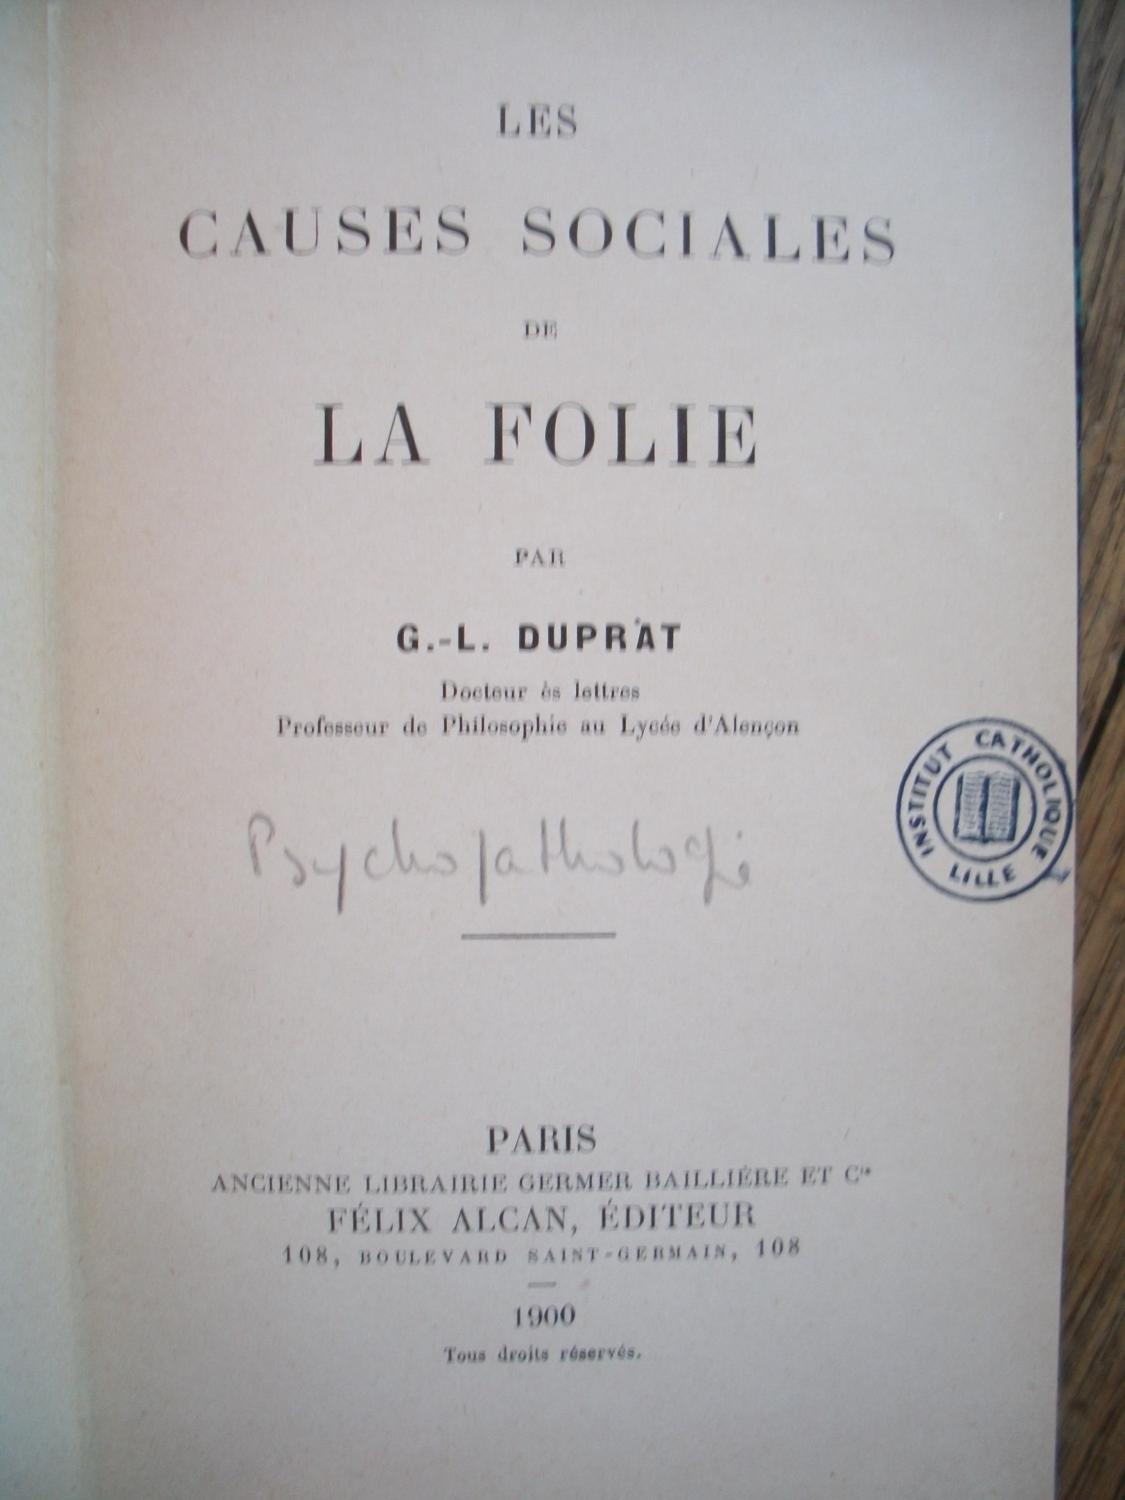 LES
CAUSES SOCIALES
DE
LA FOLIE
PAR
G.-L. DUPRAT
Docteur ès lettres
Professeur de Philosophie au Lycée d'Alençon
INSTITUT CATHOLIQUE
LILLE
Psychopathologie
PARIS
ANCIENNE LIBRAIRIE GERMER BAILLIÈRE ET Cie
FÉLIX ALCAN, ÉDITEUR
108, BOULEVARD SAINT-GERMAIN, 108
1900
Tous droits réservés.